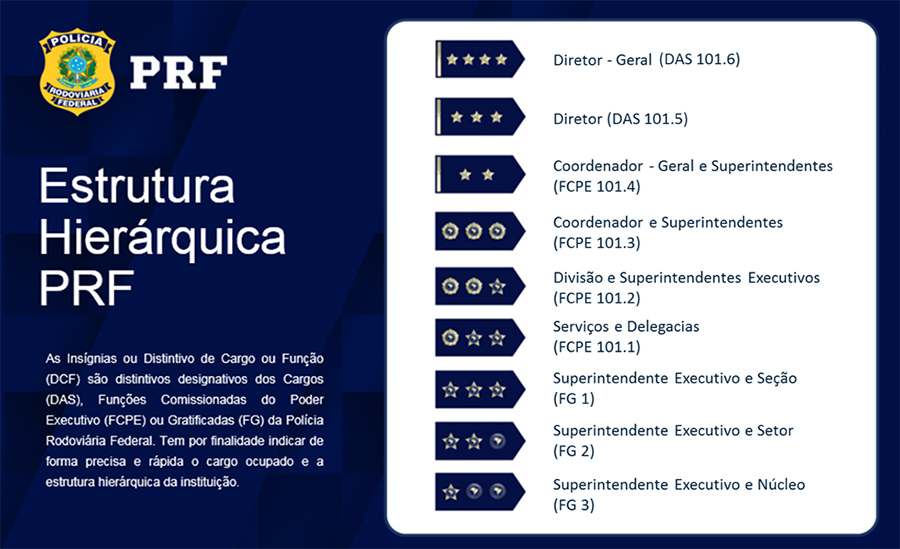 POLÍCIA
RODOVIÁRIA
FEDERAL
PRF
Estrutura
Hierárquica
PRF
As Insígnias ou Distintivo de Cargo ou Função
(DCF) são distintivos designativos dos Cargos
(DAS), Funções Comissionadas do Poder
Executivo (FCPE) ou Gratificadas (FG) da Polícia
Rodoviária Federal. Tem por finalidade indicar de
forma precisa e rápida o cargo ocupado e a
estrutura hierárquica da instituição.
Diretor - Geral (DAS 101.6)
Diretor (DAS 101.5)
Coordenador - Geral e Superintendentes
(FCPE 101.4)
Coordenador e Superintendentes
(FCPE 101.3)
Divisão e Superintendentes Executivos
(FCPE 101.2)
Serviços e Delegacias
(FCPE 101.1)
Superintendente Executivo e Seção
(FG 1)
Superintendente Executivo e Setor
(FG 2)
Superintendente Executivo e Núcleo
(FG 3)